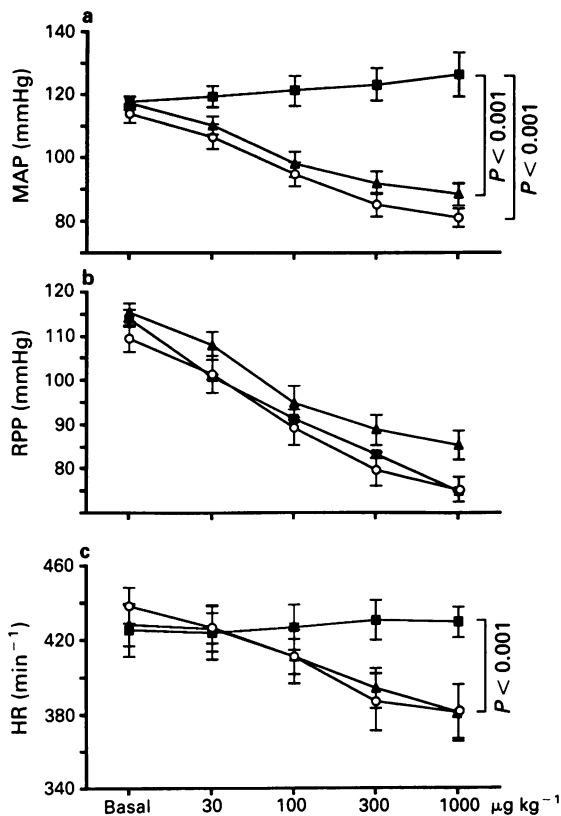 a
140
120
100
80
MAP (mmHg)
P < 0.001
P < 0.001
b
120
110
100
90
80
RPP (mmHg)
c
460
420
380
340
HR (min⁻¹)
P < 0.001
Basal 30 100 300 1000 µg kg⁻¹